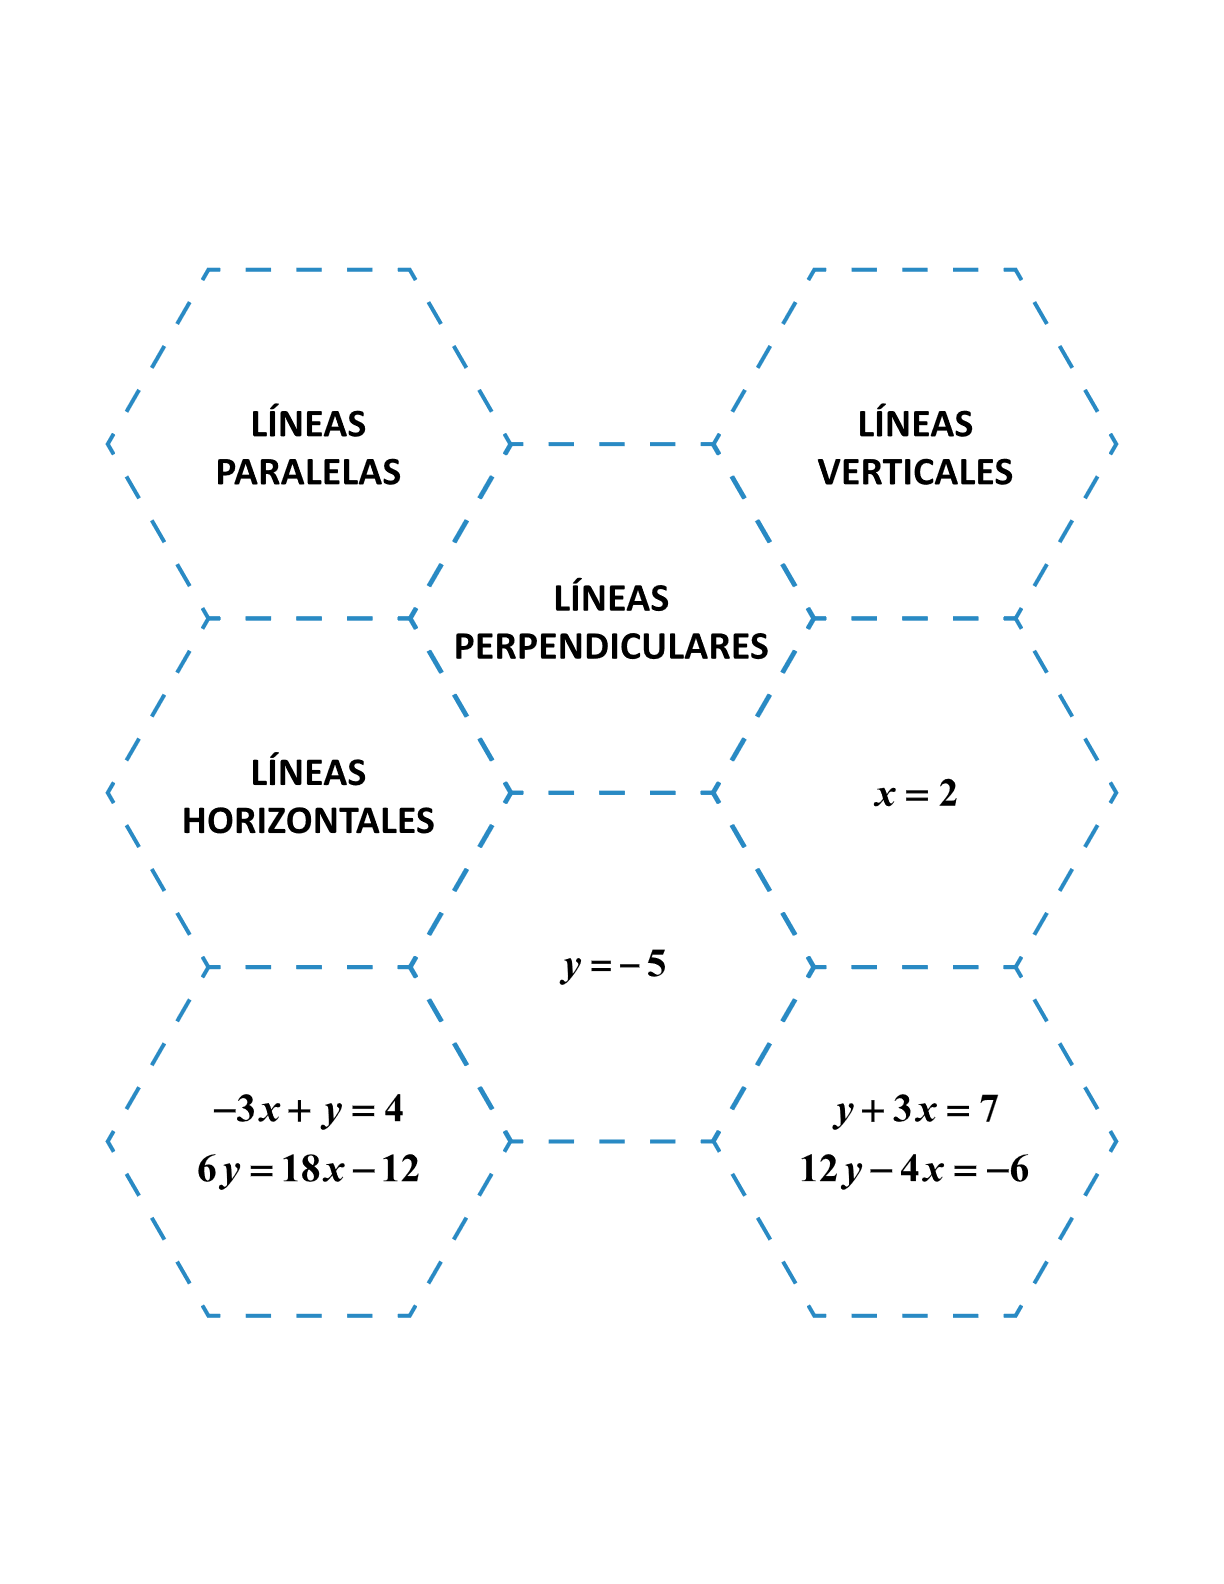 LÍNEAS
PARALELAS
LÍNEAS
VERTICALES
LÍNEAS
PERPENDICULARES
LÍNEAS
HORIZONTALES
x = 2
y = – 5
–3x + y = 4
6y = 18x – 12
y + 3x = 7
12y – 4x = –6